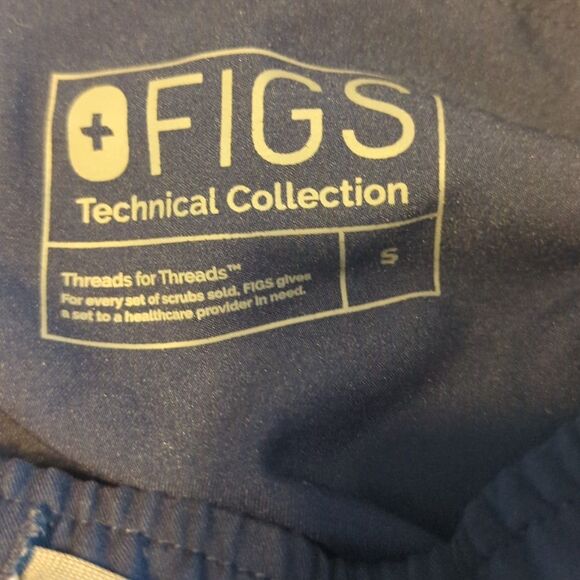 FIGS
Technical Collection
Threads for Threads™
For every set of scrubs sold, FIGS gives
a set to a healthcare provider in need.
S